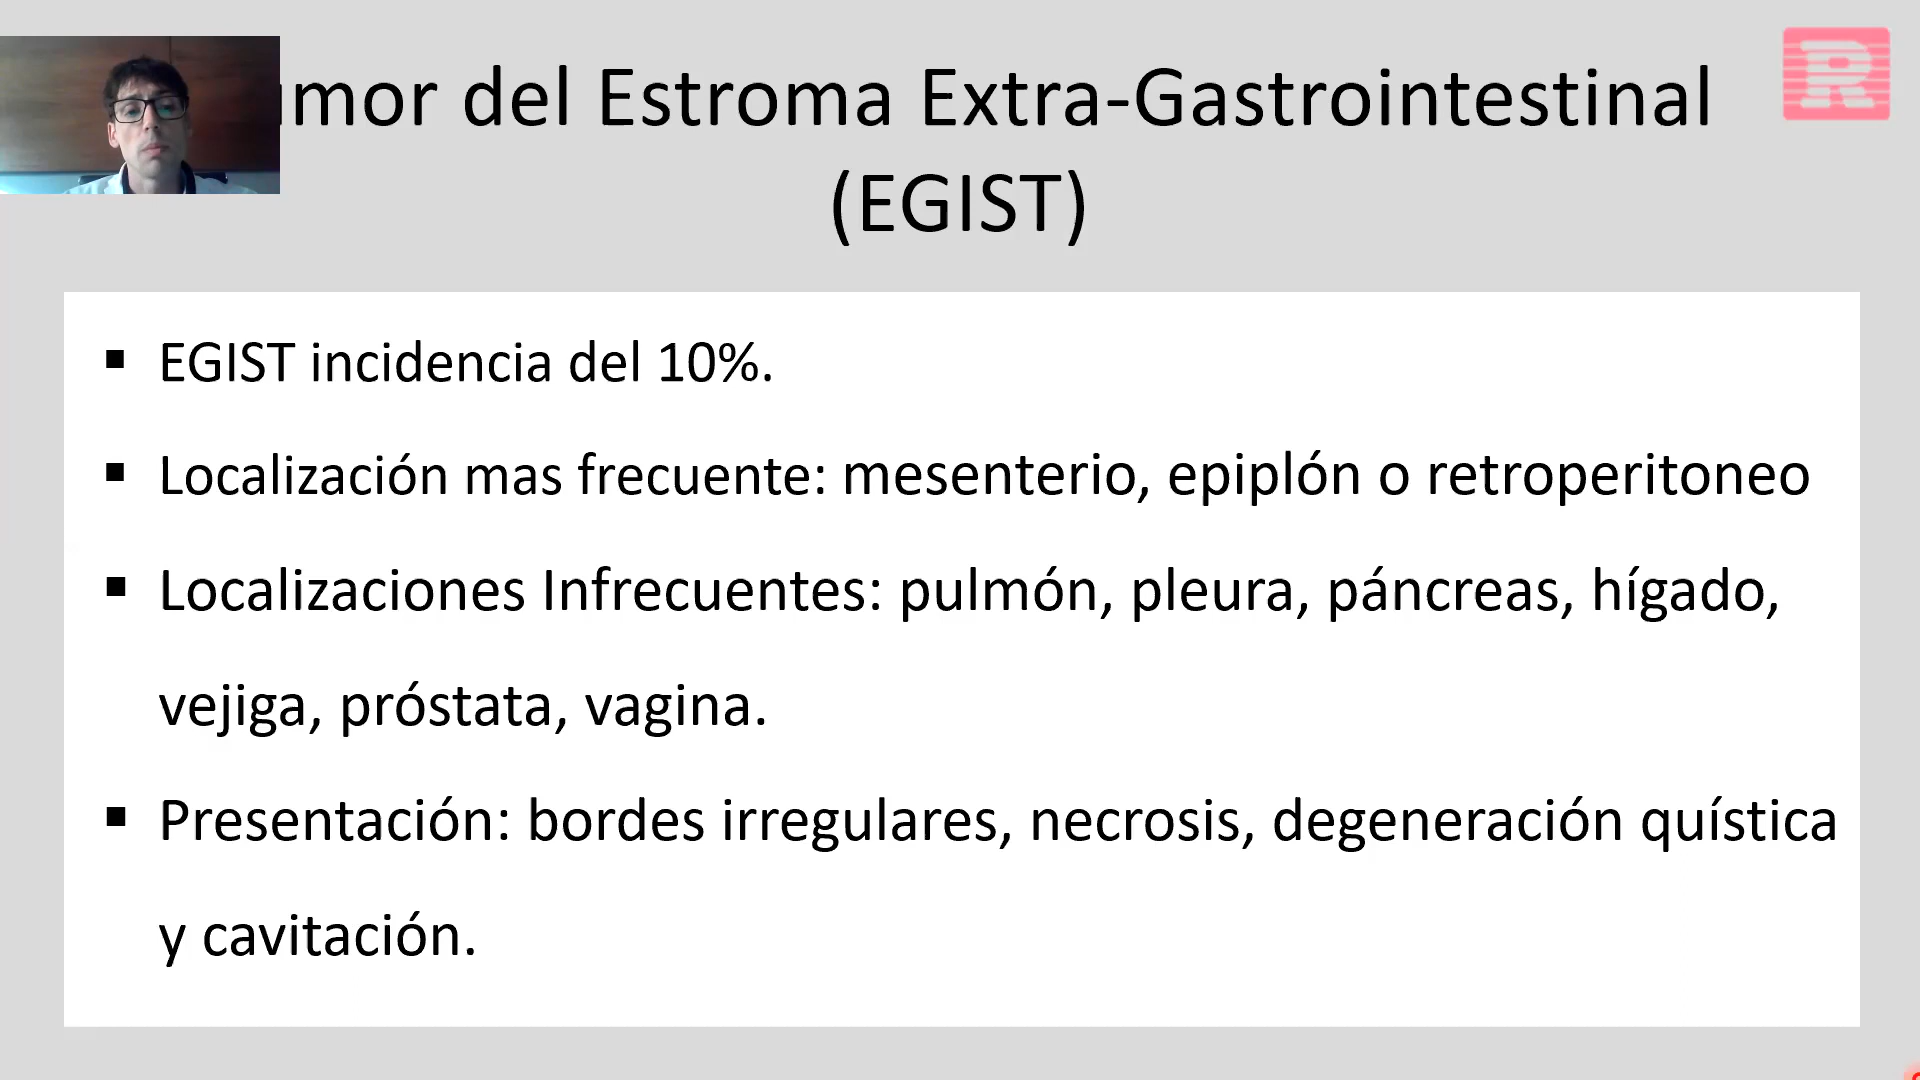 umor del Estroma Extra-Gastrointestinal
(EGIST)
R
▪ EGIST incidencia del 10%.
▪ Localización mas frecuente: mesenterio, epiplón o retroperitoneo
▪ Localizaciones Infrecuentes: pulmón, pleura, páncreas, hígado,
vejiga, próstata, vagina.
▪ Presentación: bordes irregulares, necrosis, degeneración quística
y cavitación.